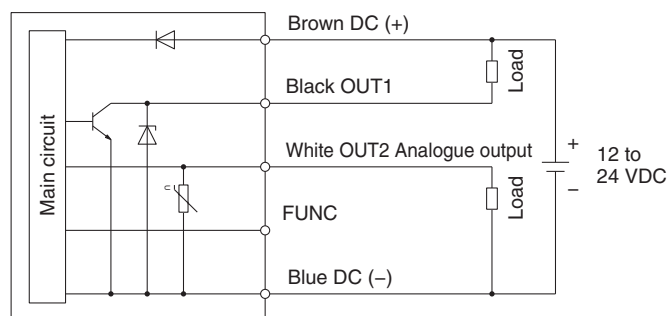 Brown DC (+)
Main circuit
Black OUT1
Load
White OUT2 Analogue output
+
12 to
24 VDC
−
U
Load
FUNC
Blue DC (−)